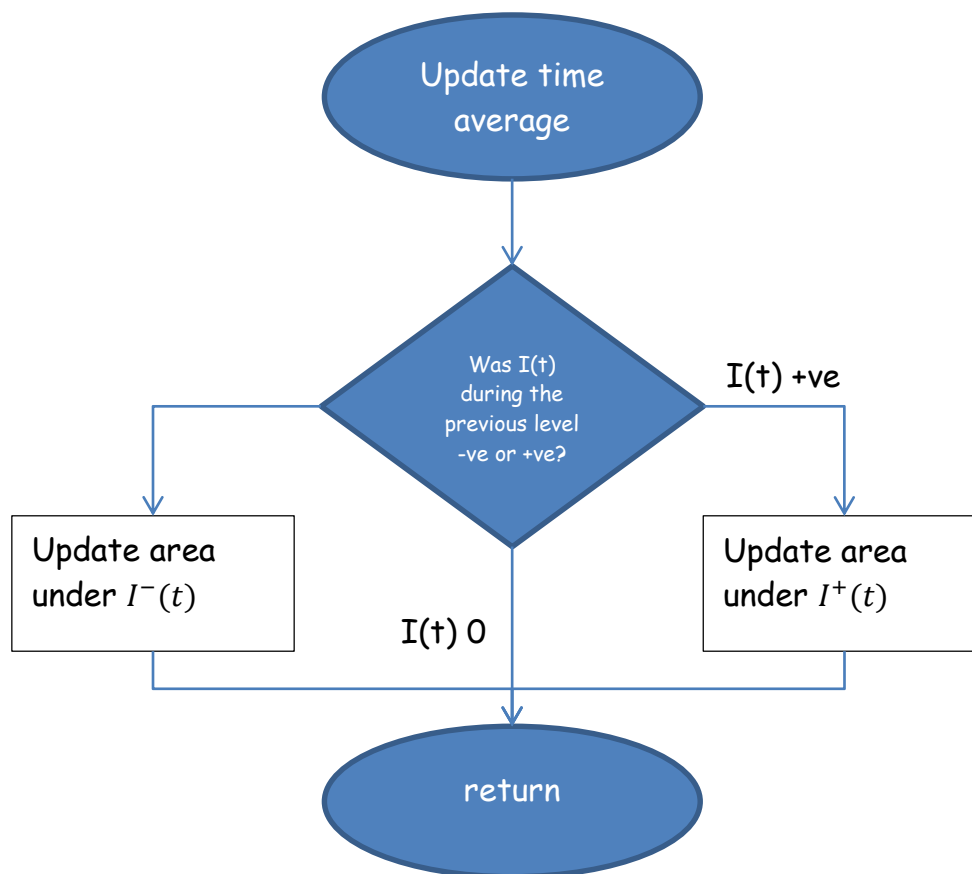 Update time
average
Was I(t)
during the
previous level
-ve or +ve?
I(t) +ve
Update area
under I⁻(t)
Update area
under I⁺(t)
I(t) 0
return